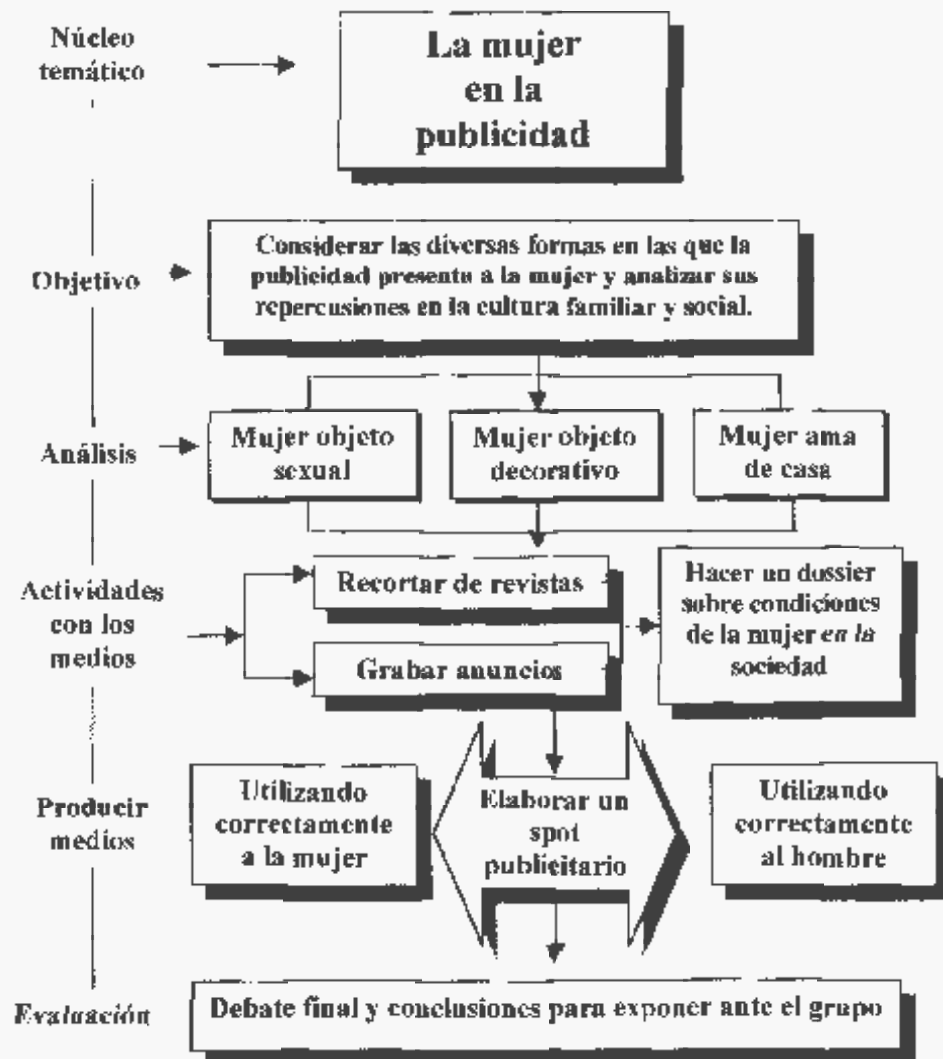 Núcleo
temático
La mujer
en la
publicidad
Objetivo
Considerar las diversas formas en las que la
publicidad presente a la mujer y analizar sus
repercusiones en la cultura familiar y social.
Análisis
Mujer objeto
sexual
Mujer objeto
decorativo
Mujer ama
de casa
Actividades
con los
medios
Recortar de revistas
Grabar anuncios
Hacer un dossier
sobre condiciones
de la mujer en la
sociedad
Producir
medios
Utilizando
correctamente
a la mujer
Elaborar un
spot
publicitario
Utilizando
correctamente
al hombre
Evaluación
Debate final y conclusiones para exponer ante el grupo